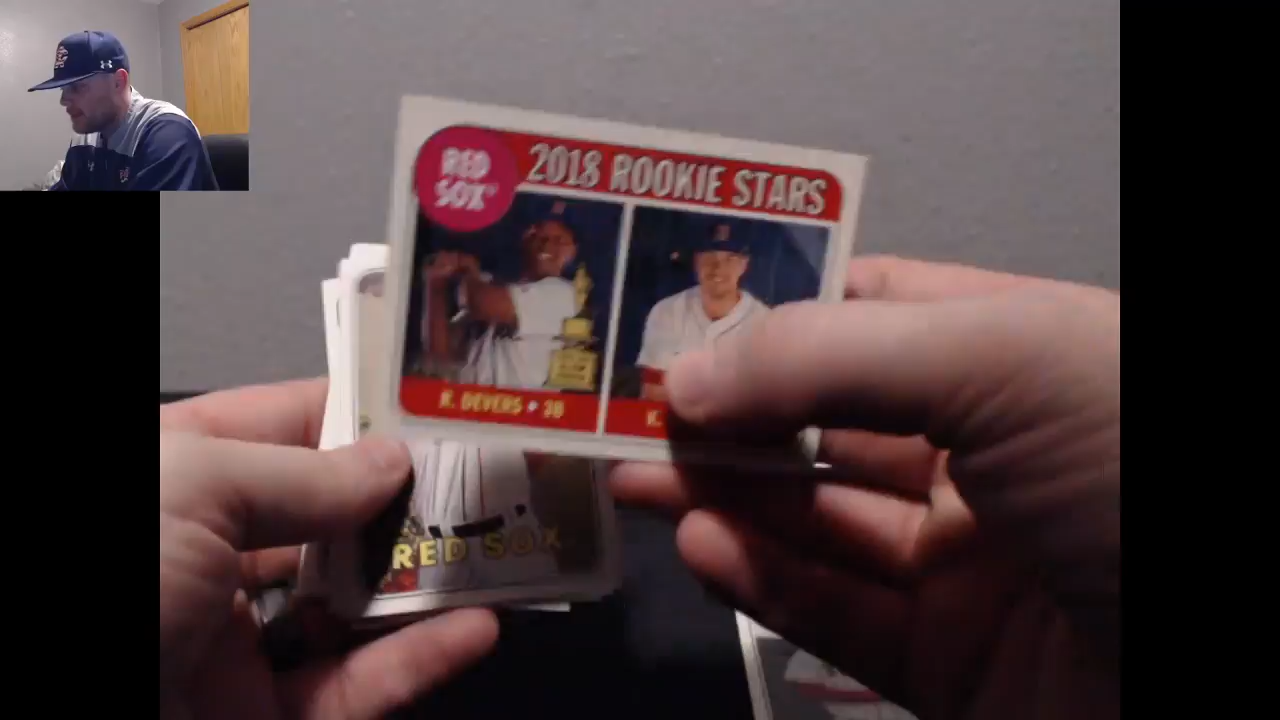 RED
SOX
2018 ROOKIE STARS
R. DEVERS • 3B
K.
RED SOX